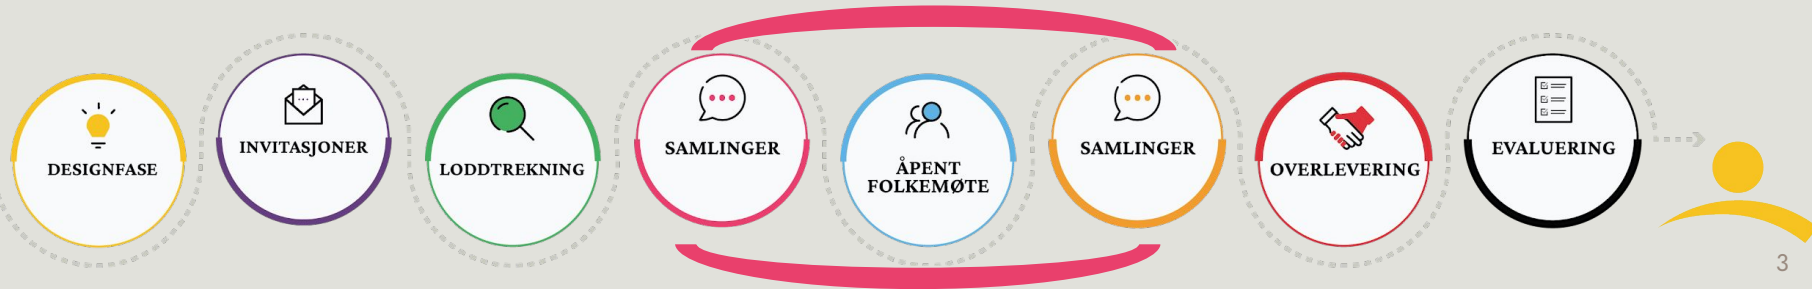 DESIGNFASE
INVITASJONER
LODDTREKNING
SAMLINGER
ÅPENT
FOLKEMØTE
SAMLINGER
OVERLEVERING
EVALUERING
3